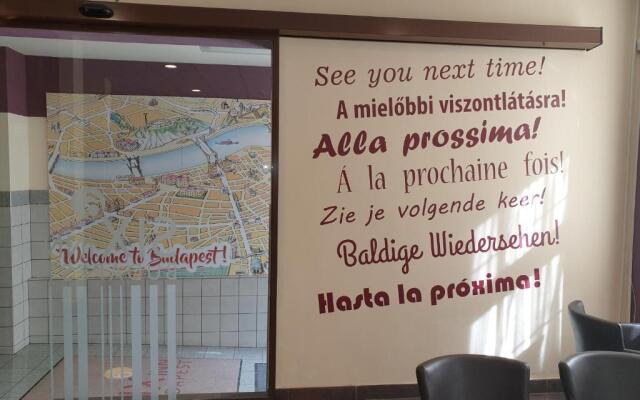 See you next time!
A mielőbbi viszontlátásra!
Alla prossima!
Á la prochaine fois!
Zie je volgende keer!
Baldige Wiedersehen!
Hasta la próxima!
Welcome to Budapest!